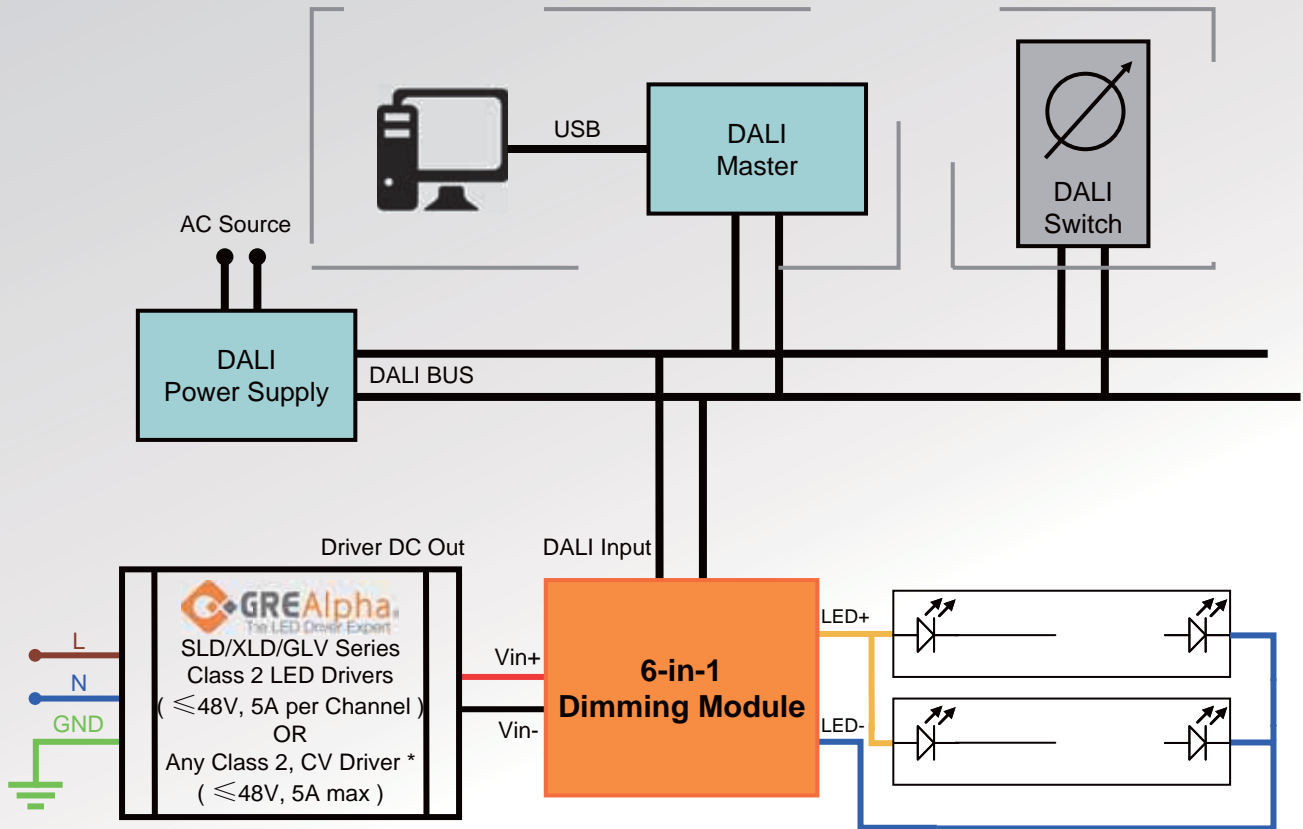 USB
DALI
Master
DALI
Switch
AC Source
DALI
Power Supply
DALI BUS
Driver DC Out
DALI Input
GREAlpha®
The LED Driver Expert
SLD/XLD/GLV Series
Class 2 LED Drivers
( ≤48V, 5A per Channel )
OR
Any Class 2, CV Driver *
( ≤48V, 5A max )
L
N
GND
Vin+
Vin-
6-in-1
Dimming Module
LED+
LED-